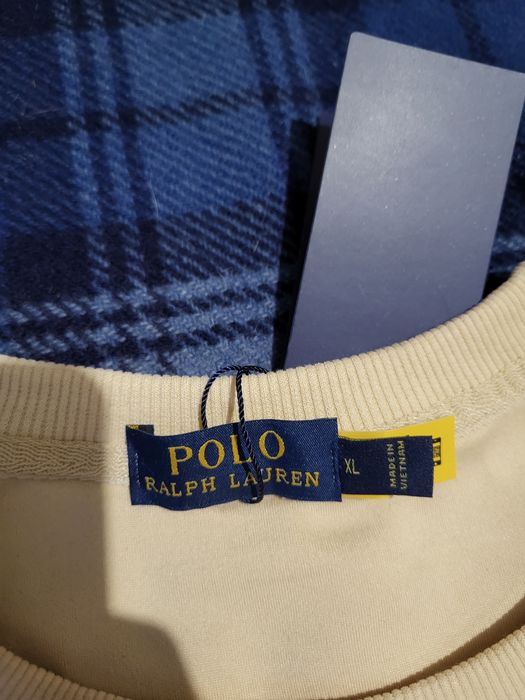 POLO
RALPH LAUREN
XL
MADE IN
VIETNAM